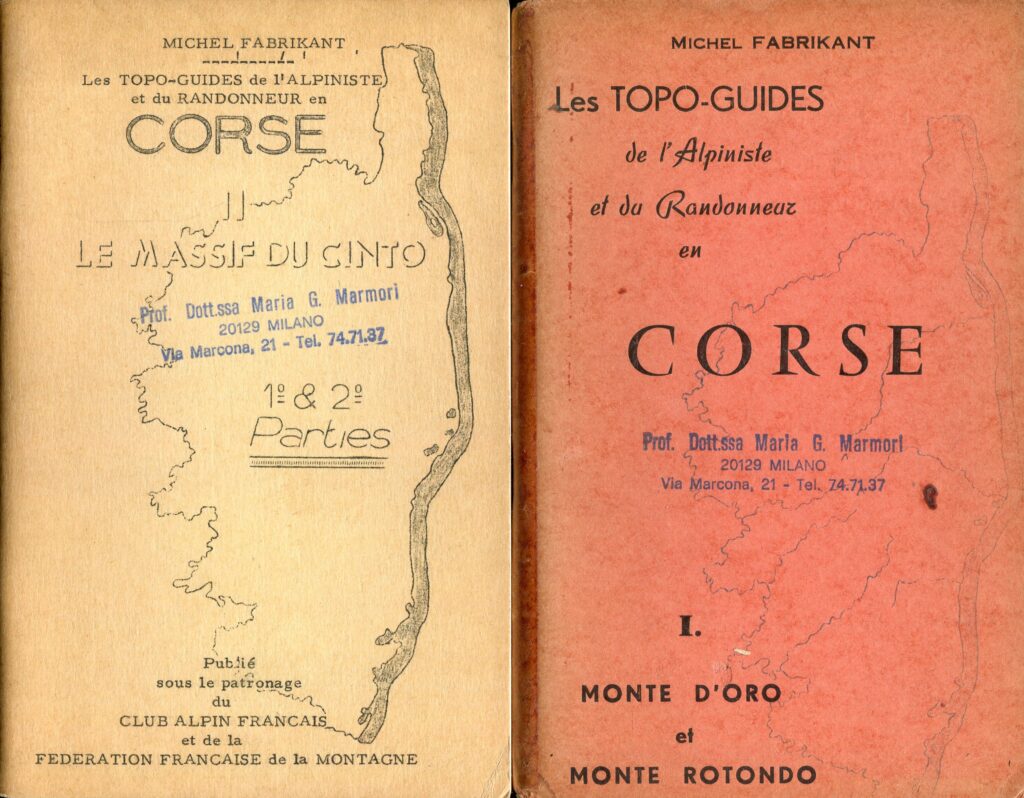 MICHEL FABRIKANT
Les TOPO-GUIDES de l'ALPINISTE
et du RANDONNEUR en
CORSE
II
LE MASSIF DU CINTO
Prof. Dott.ssa Maria G. Marmori
20129 MILANO
Via Marcona, 21 - Tel. 74.71.37
1º & 2º
Parties
Publié
sous le patronage
du
CLUB ALPIN FRANCAIS
et de la
FEDERATION FRANCAISE de la MONTAGNE
MICHEL FABRIKANT
Les TOPO-GUIDES
de l'Alpiniste
et du Randonneur
en
CORSE
Prof. Dott.ssa Maria G. Marmori
20129 MILANO
Via Marcona, 21 - Tel. 74.71.37
I.
MONTE D'ORO
et
MONTE ROTONDO